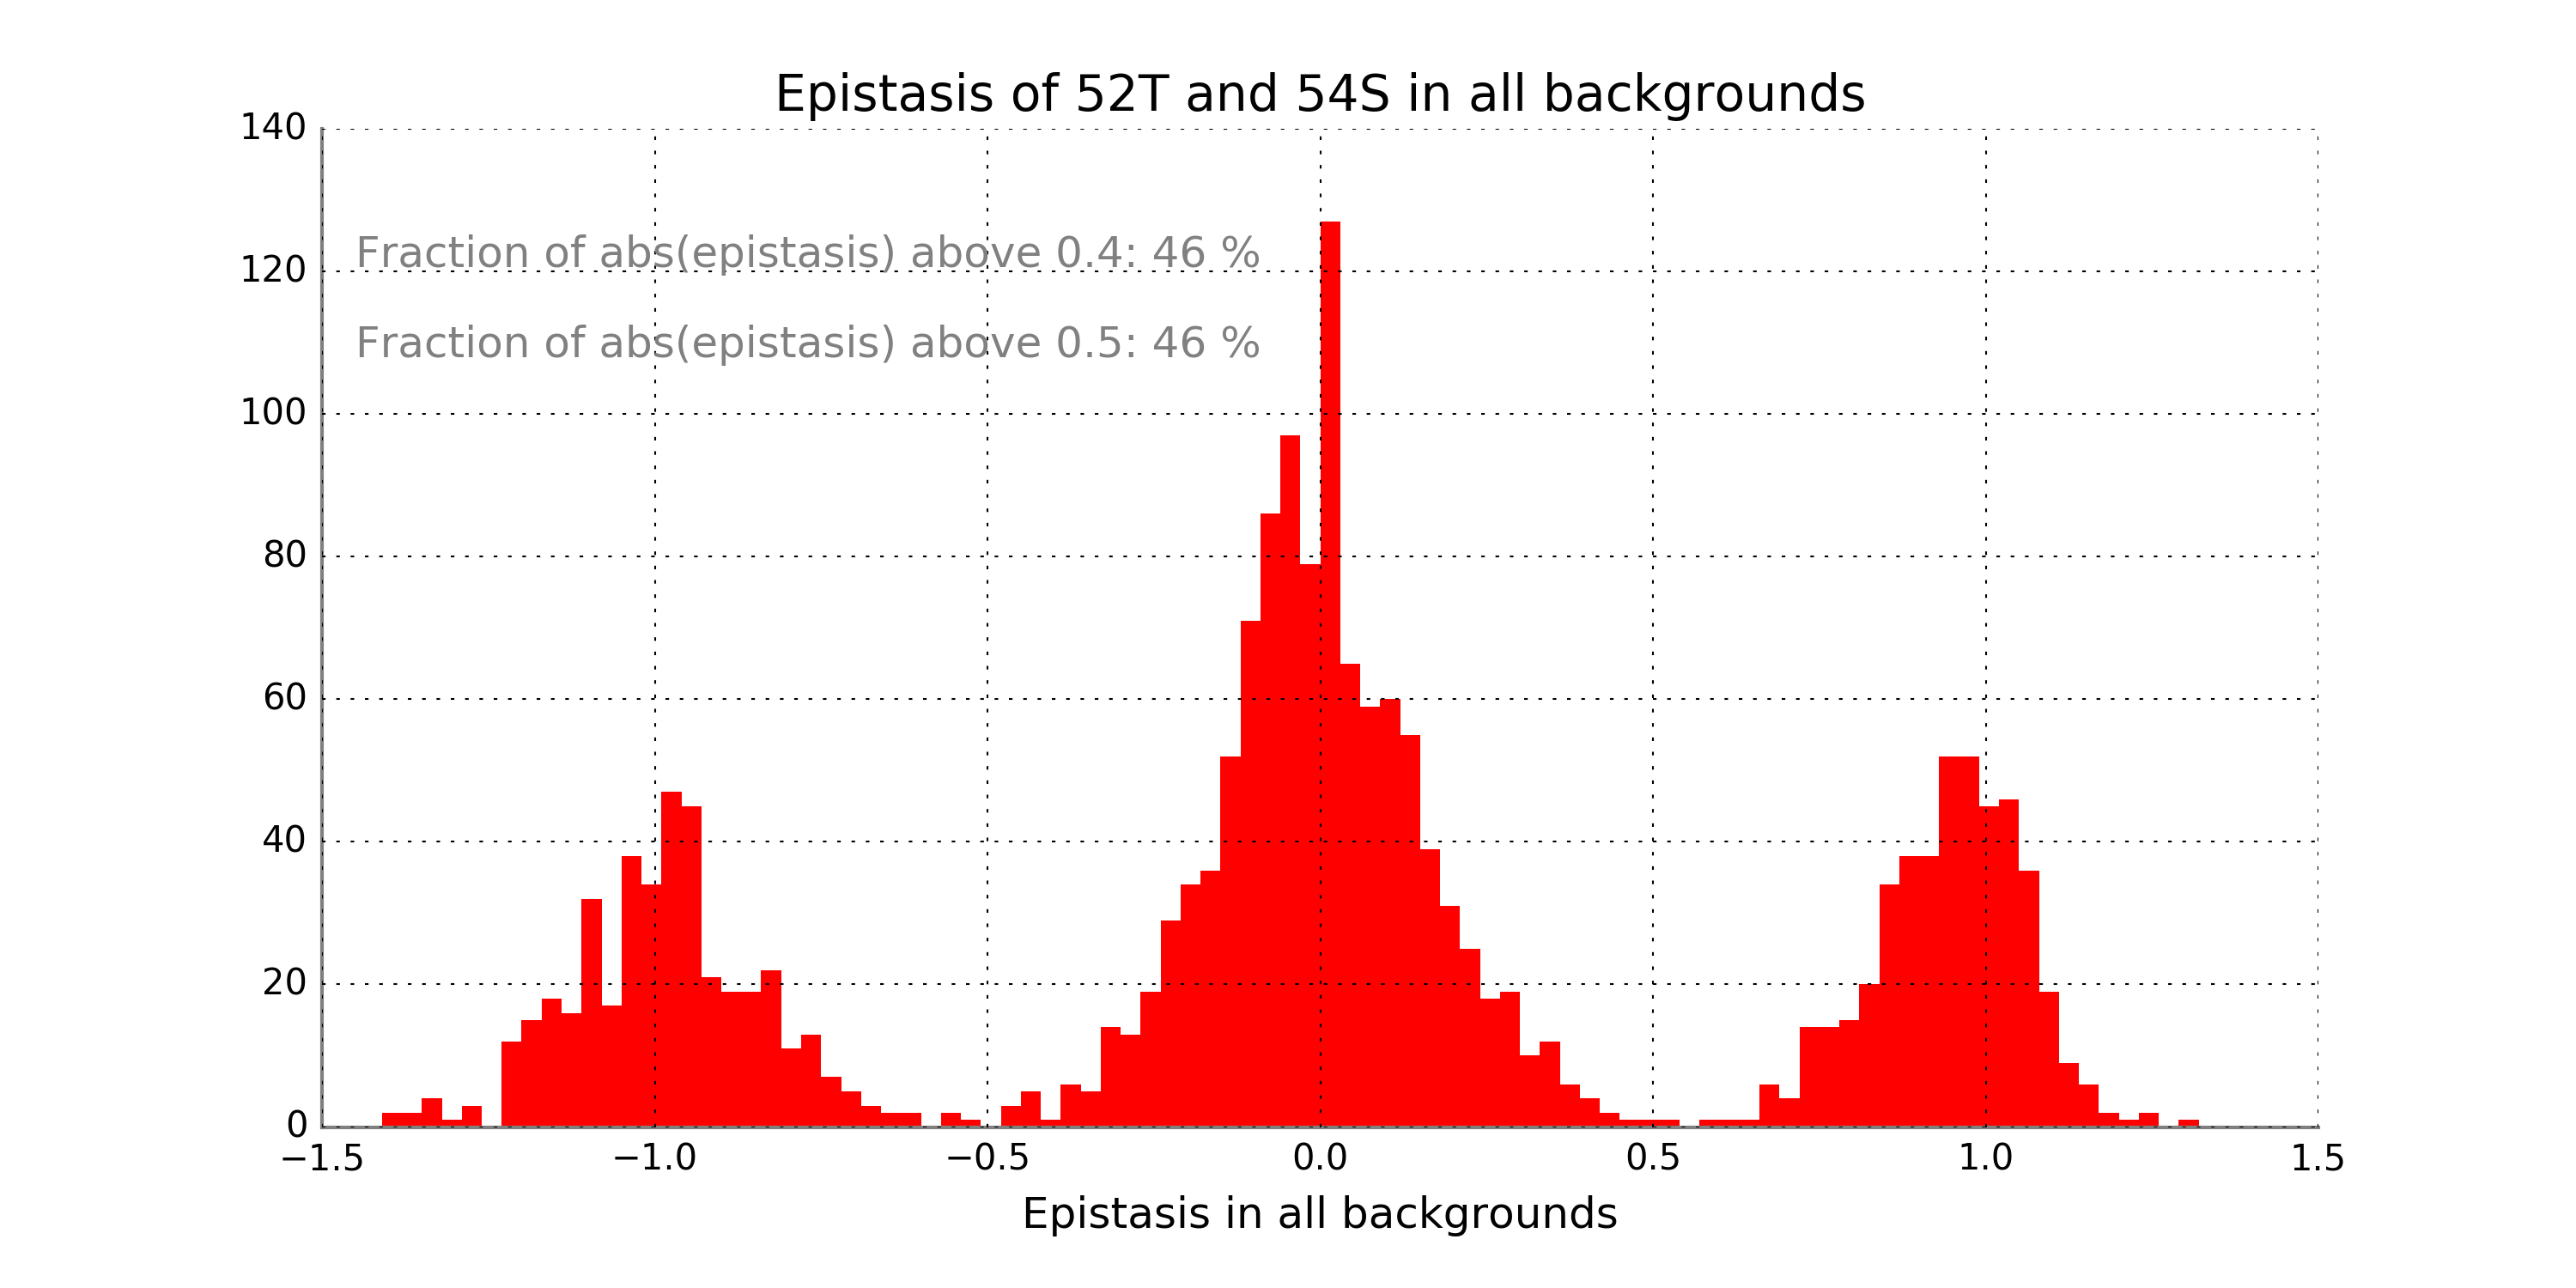 Epistasis of 52T and 54S in all backgrounds
140
Fraction of abs(epistasis) above 0.4: 46 %
120
Fraction of abs(epistasis) above 0.5: 46 %
100
80
60
40
20
0
−1.5 −1.0 −0.5 0.0 0.5 1.0 1.5
Epistasis in all backgrounds